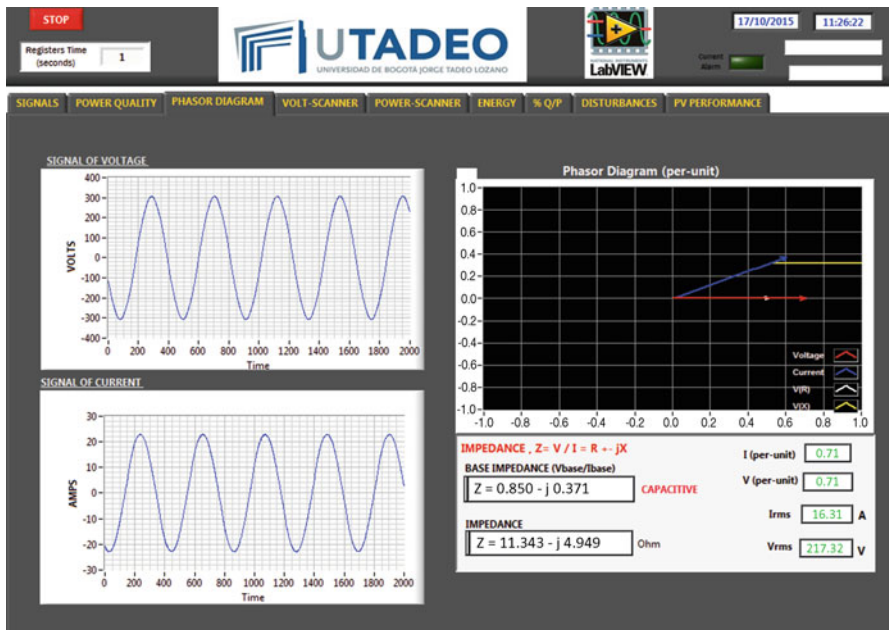 STOP
Registers Time
(seconds)
1
UTADEO
UNIVERSIDAD DE BOGOTÁ JORGE TADEO LOZANO
NATIONAL INSTRUMENTS
LabVIEW
17/10/2015
11:26:22
Current
Alarm
SIGNALS
POWER QUALITY
PHASOR DIAGRAM
VOLT-SCANNER
POWER-SCANNER
ENERGY
% Q/P
DISTURBANCES
PV PERFORMANCE
SIGNAL OF VOLTAGE
400
300
200
100
0
-100
-200
-300
-400
VOLTS
0 200 400 600 800 1000 1200 1400 1600 1800 2000
Time
SIGNAL OF CURRENT
30
20
10
0
-10
-20
-30
AMPS
0 200 400 600 800 1000 1200 1400 1600 1800 2000
Time
Phasor Diagram (per-unit)
1.0
0.8
0.6
0.4
0.2
0.0
-0.2
-0.4
-0.6
-0.8
-1.0
-1.0 -0.8 -0.6 -0.4 -0.2 0.0 0.2 0.4 0.6 0.8 1.0
Voltage
Current
V(R)
V(X)
IMPEDANCE , Z= V / I = R +- jX
BASE IMPEDANCE (Vbase/Ibase)
Z = 0.850 - j 0.371
CAPACITIVE
IMPEDANCE
Z = 11.343 - j 4.949
Ohm
I (per-unit)
0.71
V (per-unit)
0.71
Irms
16.31
A
Vrms
217.32
V